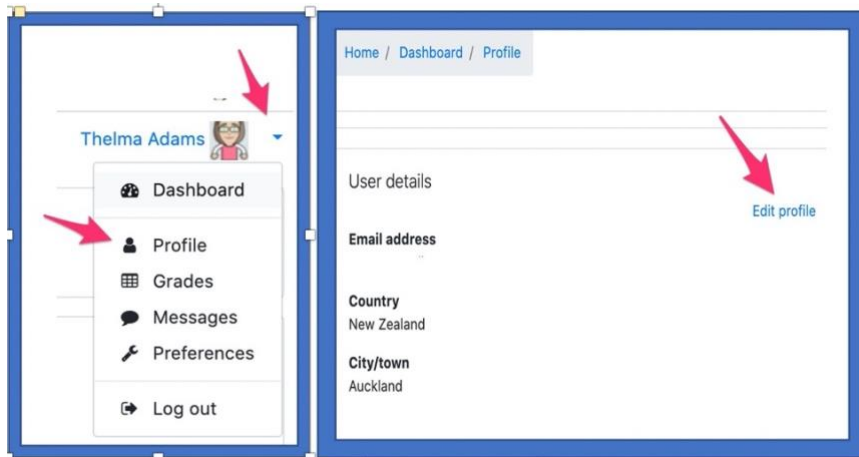 Thelma Adams
Dashboard
Profile
Grades
Messages
Preferences
Log out
Home / Dashboard / Profile
User details
Edit profile
Email address
Country
New Zealand
City/town
Auckland